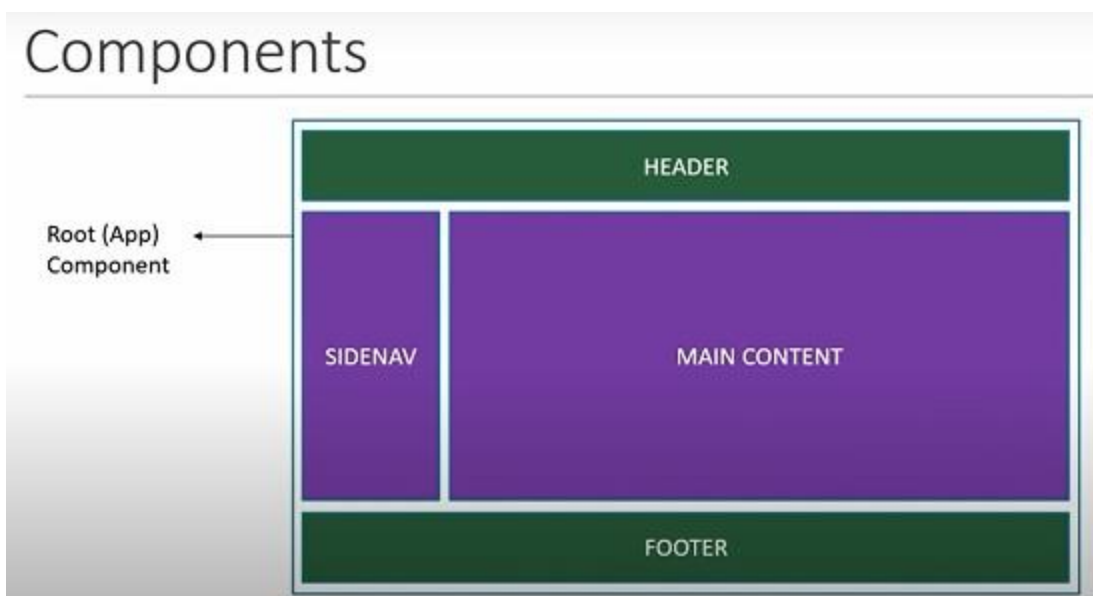 Components
HEADER
Root (App)
Component
SIDENAV
MAIN CONTENT
FOOTER